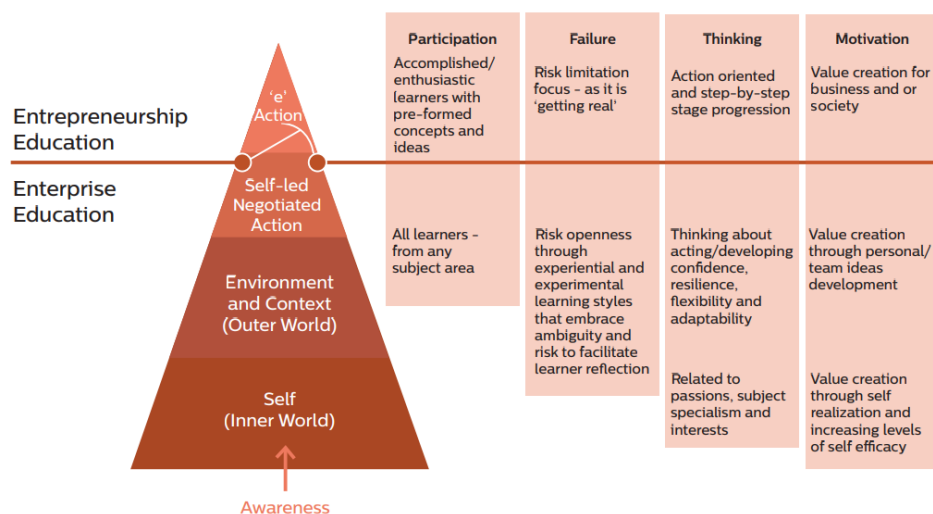 Entrepreneurship
Education
Enterprise
Education
‘e’
Action
Self-led
Negotiated
Action
Environment
and Context
(Outer World)
Self
(Inner World)
Awareness
Participation
Accomplished/
enthusiastic
learners with
pre-formed
concepts and
ideas
All learners -
from any
subject area
Failure
Risk limitation
focus - as it is
‘getting real'
Risk openness
through
experiential and
experimental
learning styles
that embrace
ambiguity and
risk to facilitate
learner reflection
Thinking
Action oriented
and step-by-step
stage progression
Thinking about
acting/developing
confidence,
resilience,
flexibility and
adaptability
Related to
passions, subject
specialism and
interests
Motivation
Value creation for
business and or
society
Value creation
through personal/
team ideas
development
Value creation
through self
realization and
increasing levels
of self efficacy